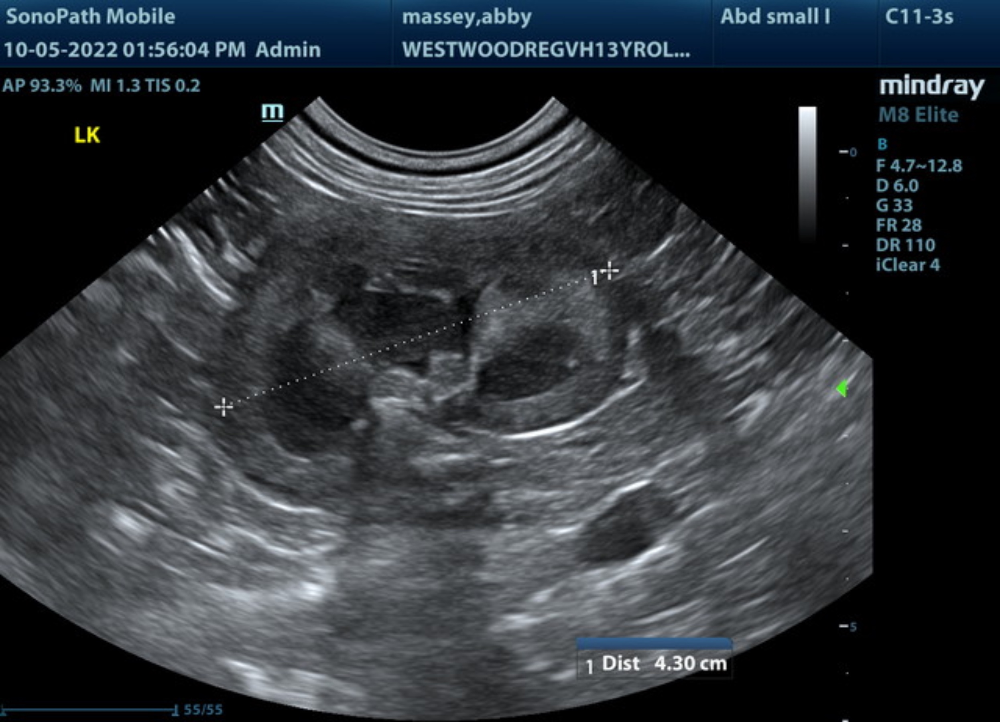 SonoPath Mobile
massey,abby
Abd small I
C11-3s
10-05-2022 01:56:04 PM Admin
WESTWOODREGVH13YROL...
AP 93.3% MI 1.3 TIS 0.2
mindray
M8 Elite
m
LK
B
F 4.7~12.8
D 6.0
G 33
FR 28
DR 110
iClear 4
0
1
5
1 Dist 4.30 cm
55/55